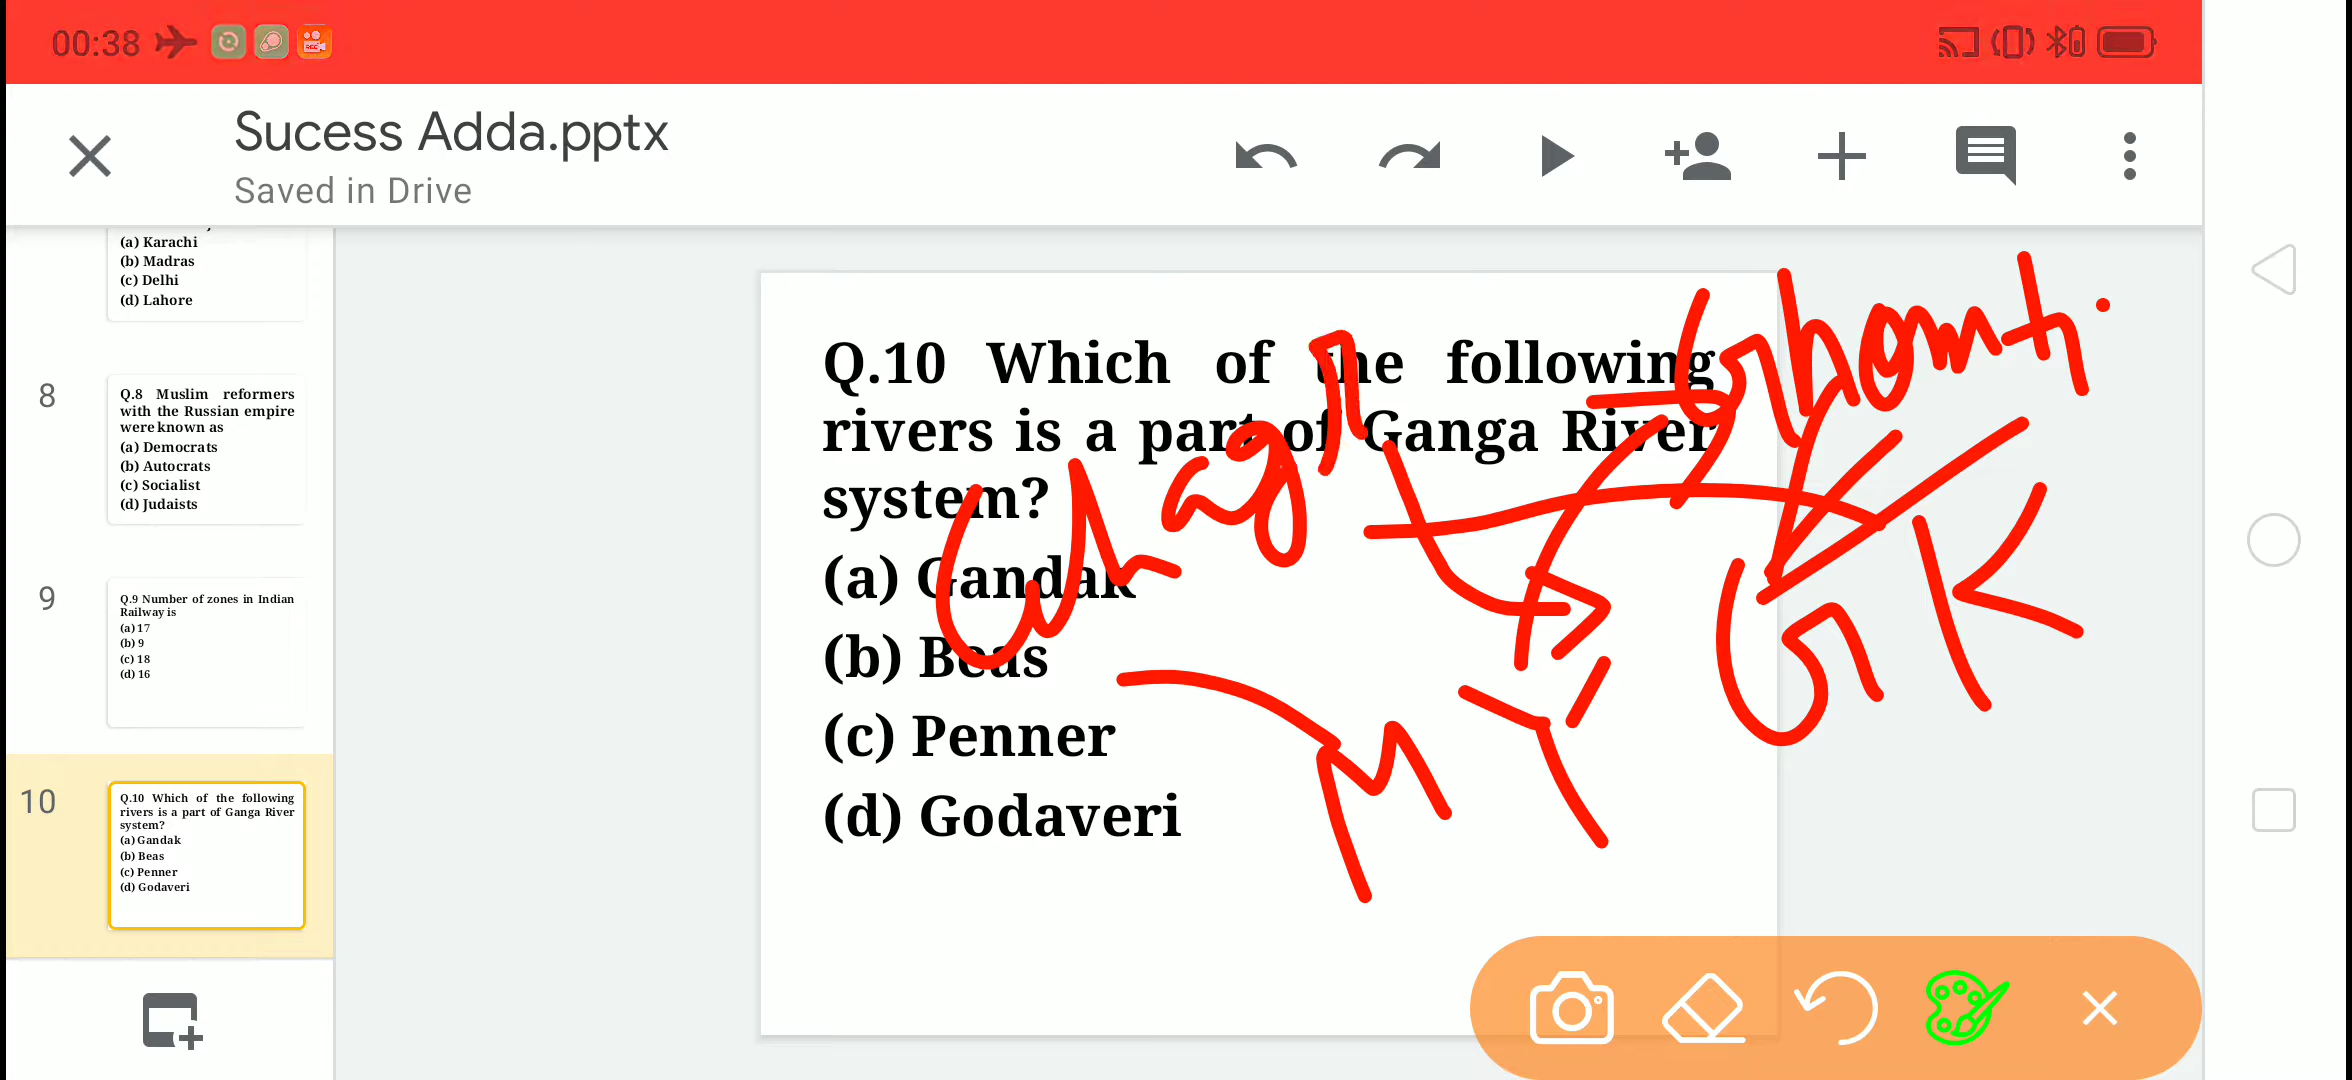 00:38
Sucess Adda.pptx
Saved in Drive
(a) Karachi
(b) Madras
(c) Delhi
(d) Lahore
8
Q.8 Muslim reformers
with the Russian empire
were known as
(a) Democrats
(b) Autocrats
(c) Socialist
(d) Judaists
9
Q.9 Number of zones in Indian
Railway is
(a) 17
(b) 9
(c) 18
(d) 16
10
Q.10 Which of the following
rivers is a part of Ganga River
system?
(a) Gandak
(b) Beas
(c) Penner
(d) Godaveri
Q.10 Which of the following
rivers is a part of Ganga River
system?
(a) Gandak
(b) Beas
(c) Penner
(d) Godaveri
G K
M Y